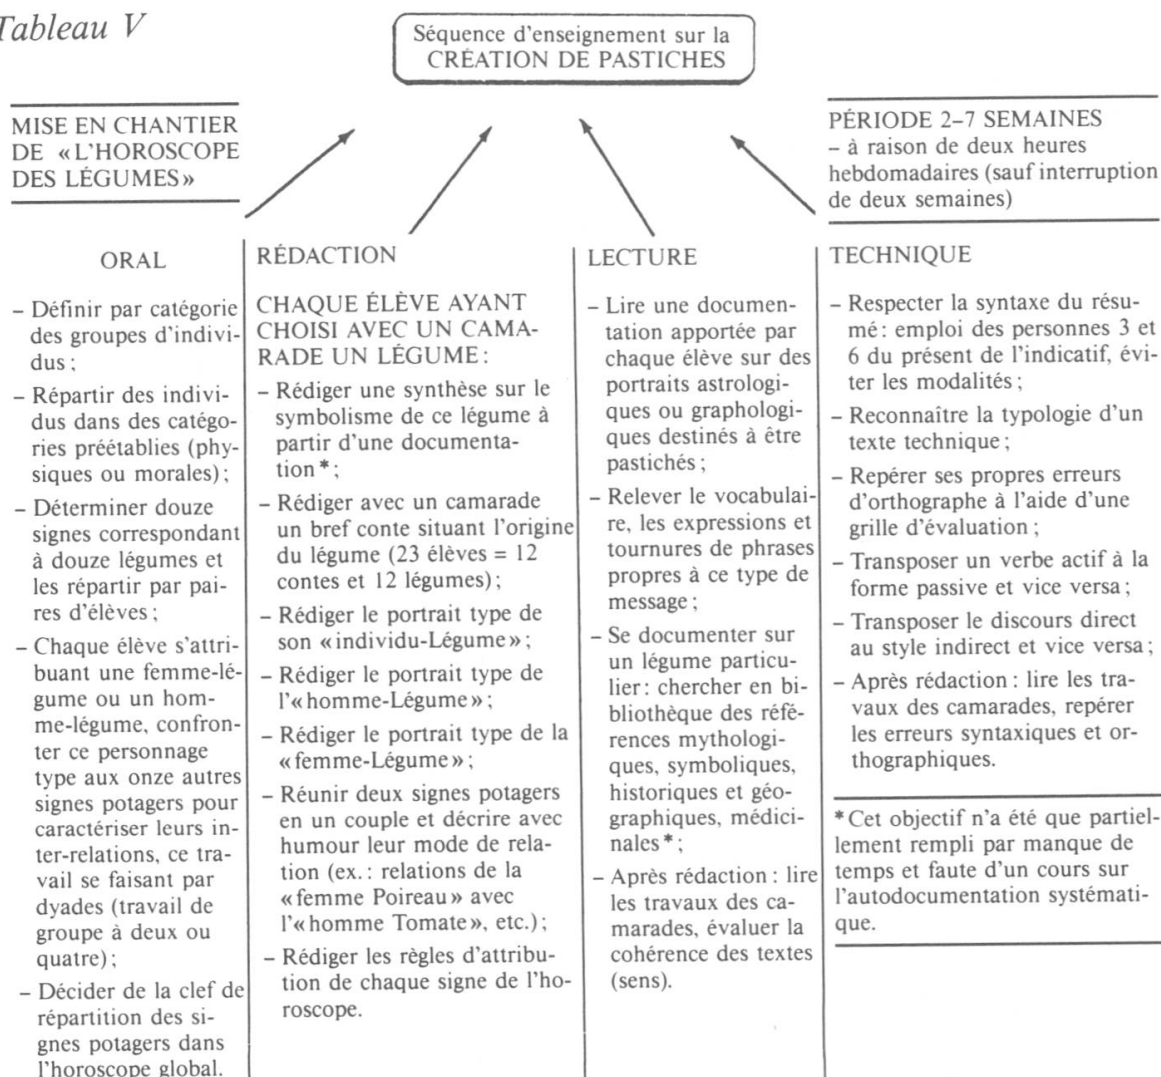 Tableau V
Séquence d'enseignement sur la
CRÉATION DE PASTICHES
MISE EN CHANTIER
DE «L'HOROSCOPE
DES LÉGUMES»
PÉRIODE 2–7 SEMAINES
– à raison de deux heures
hebdomadaires (sauf interruption
de deux semaines)
ORAL
– Définir par catégorie
des groupes d'indivi-
dus;
– Répartir des indivi-
dus dans des catégo-
ries préétablies (phy-
siques ou morales);
– Déterminer douze
signes correspondant
à douze légumes et
les répartir par pai-
res d'élèves;
– Chaque élève s'attri-
buant une femme-lé-
gume ou un hom-
me-légume, confron-
ter ce personnage
type aux onze autres
signes potagers pour
caractériser leurs in-
ter-relations, ce tra-
vail se faisant par
dyades (travail de
groupe à deux ou
quatre);
– Décider de la clef de
répartition des si-
gnes potagers dans
l'horoscope global.
RÉDACTION
CHAQUE ÉLÈVE AYANT
CHOISI AVEC UN CAMA-
RADE UN LÉGUME:
– Rédiger une synthèse sur le
symbolisme de ce légume à
partir d'une documenta-
tion*;
– Rédiger avec un camarade
un bref conte situant l'origine
du légume (23 élèves = 12
contes et 12 légumes);
– Rédiger le portrait type de
son «individu-Légume»;
– Rédiger le portrait type de
l'«homme-Légume»;
– Rédiger le portrait type de la
«femme-Légume»;
– Réunir deux signes potagers
en un couple et décrire avec
humour leur mode de rela-
tion (ex.: relations de la
«femme Poireau» avec
l'«homme Tomate», etc.);
– Rédiger les règles d'attribu-
tion de chaque signe de l'ho-
roscope.
LECTURE
– Lire une documen-
tation apportée par
chaque élève sur des
portraits astrologi-
ques ou graphologi-
ques destinés à être
pastichés;
– Relever le vocabulai-
re, les expressions et
tournures de phrases
propres à ce type de
message;
– Se documenter sur
un légume particu-
lier: chercher en bi-
bliothèque des réfé-
rences mythologi-
ques, symboliques,
historiques et géo-
graphiques, médici-
nales*;
– Après rédaction: lire
les travaux des ca-
marades, évaluer la
cohérence des textes
(sens).
TECHNIQUE
– Respecter la syntaxe du résu-
mé: emploi des personnes 3 et
6 du présent de l'indicatif, évi-
ter les modalités;
– Reconnaître la typologie d'un
texte technique;
– Repérer ses propres erreurs
d'orthographe à l'aide d'une
grille d'évaluation;
– Transposer un verbe actif à la
forme passive et vice versa;
– Transposer le discours direct
au style indirect et vice versa;
– Après rédaction: lire les tra-
vaux des camarades, repérer
les erreurs syntaxiques et or-
thographiques.
*Cet objectif n'a été que partiel-
lement rempli par manque de
temps et faute d'un cours sur
l'autodocumentation systémati-
que.